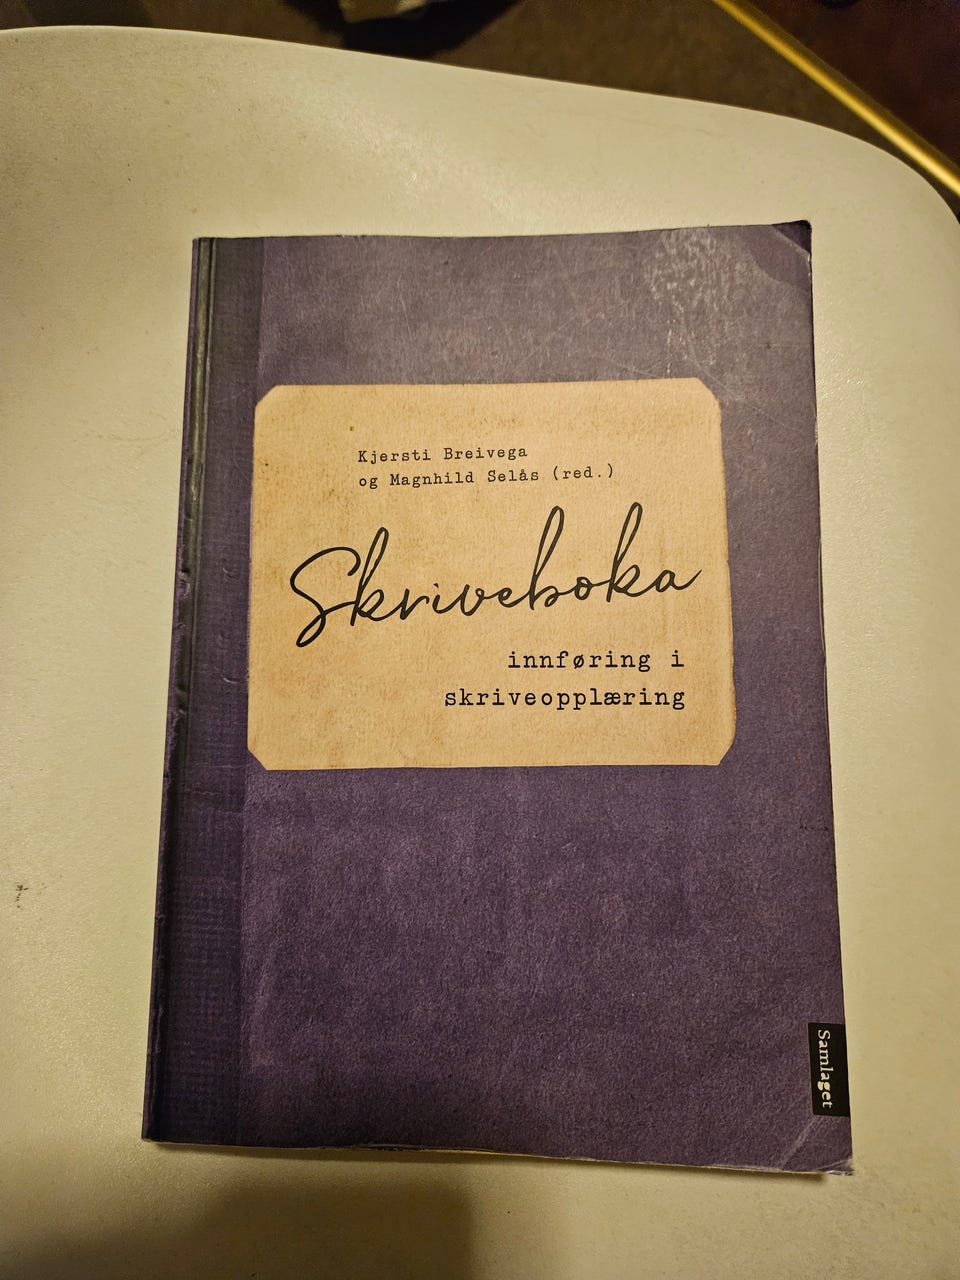 Kjersti Breivega
og Magnhild Selås (red.)
Skriveboka
innføring i
skriveopplæring
Samlaget